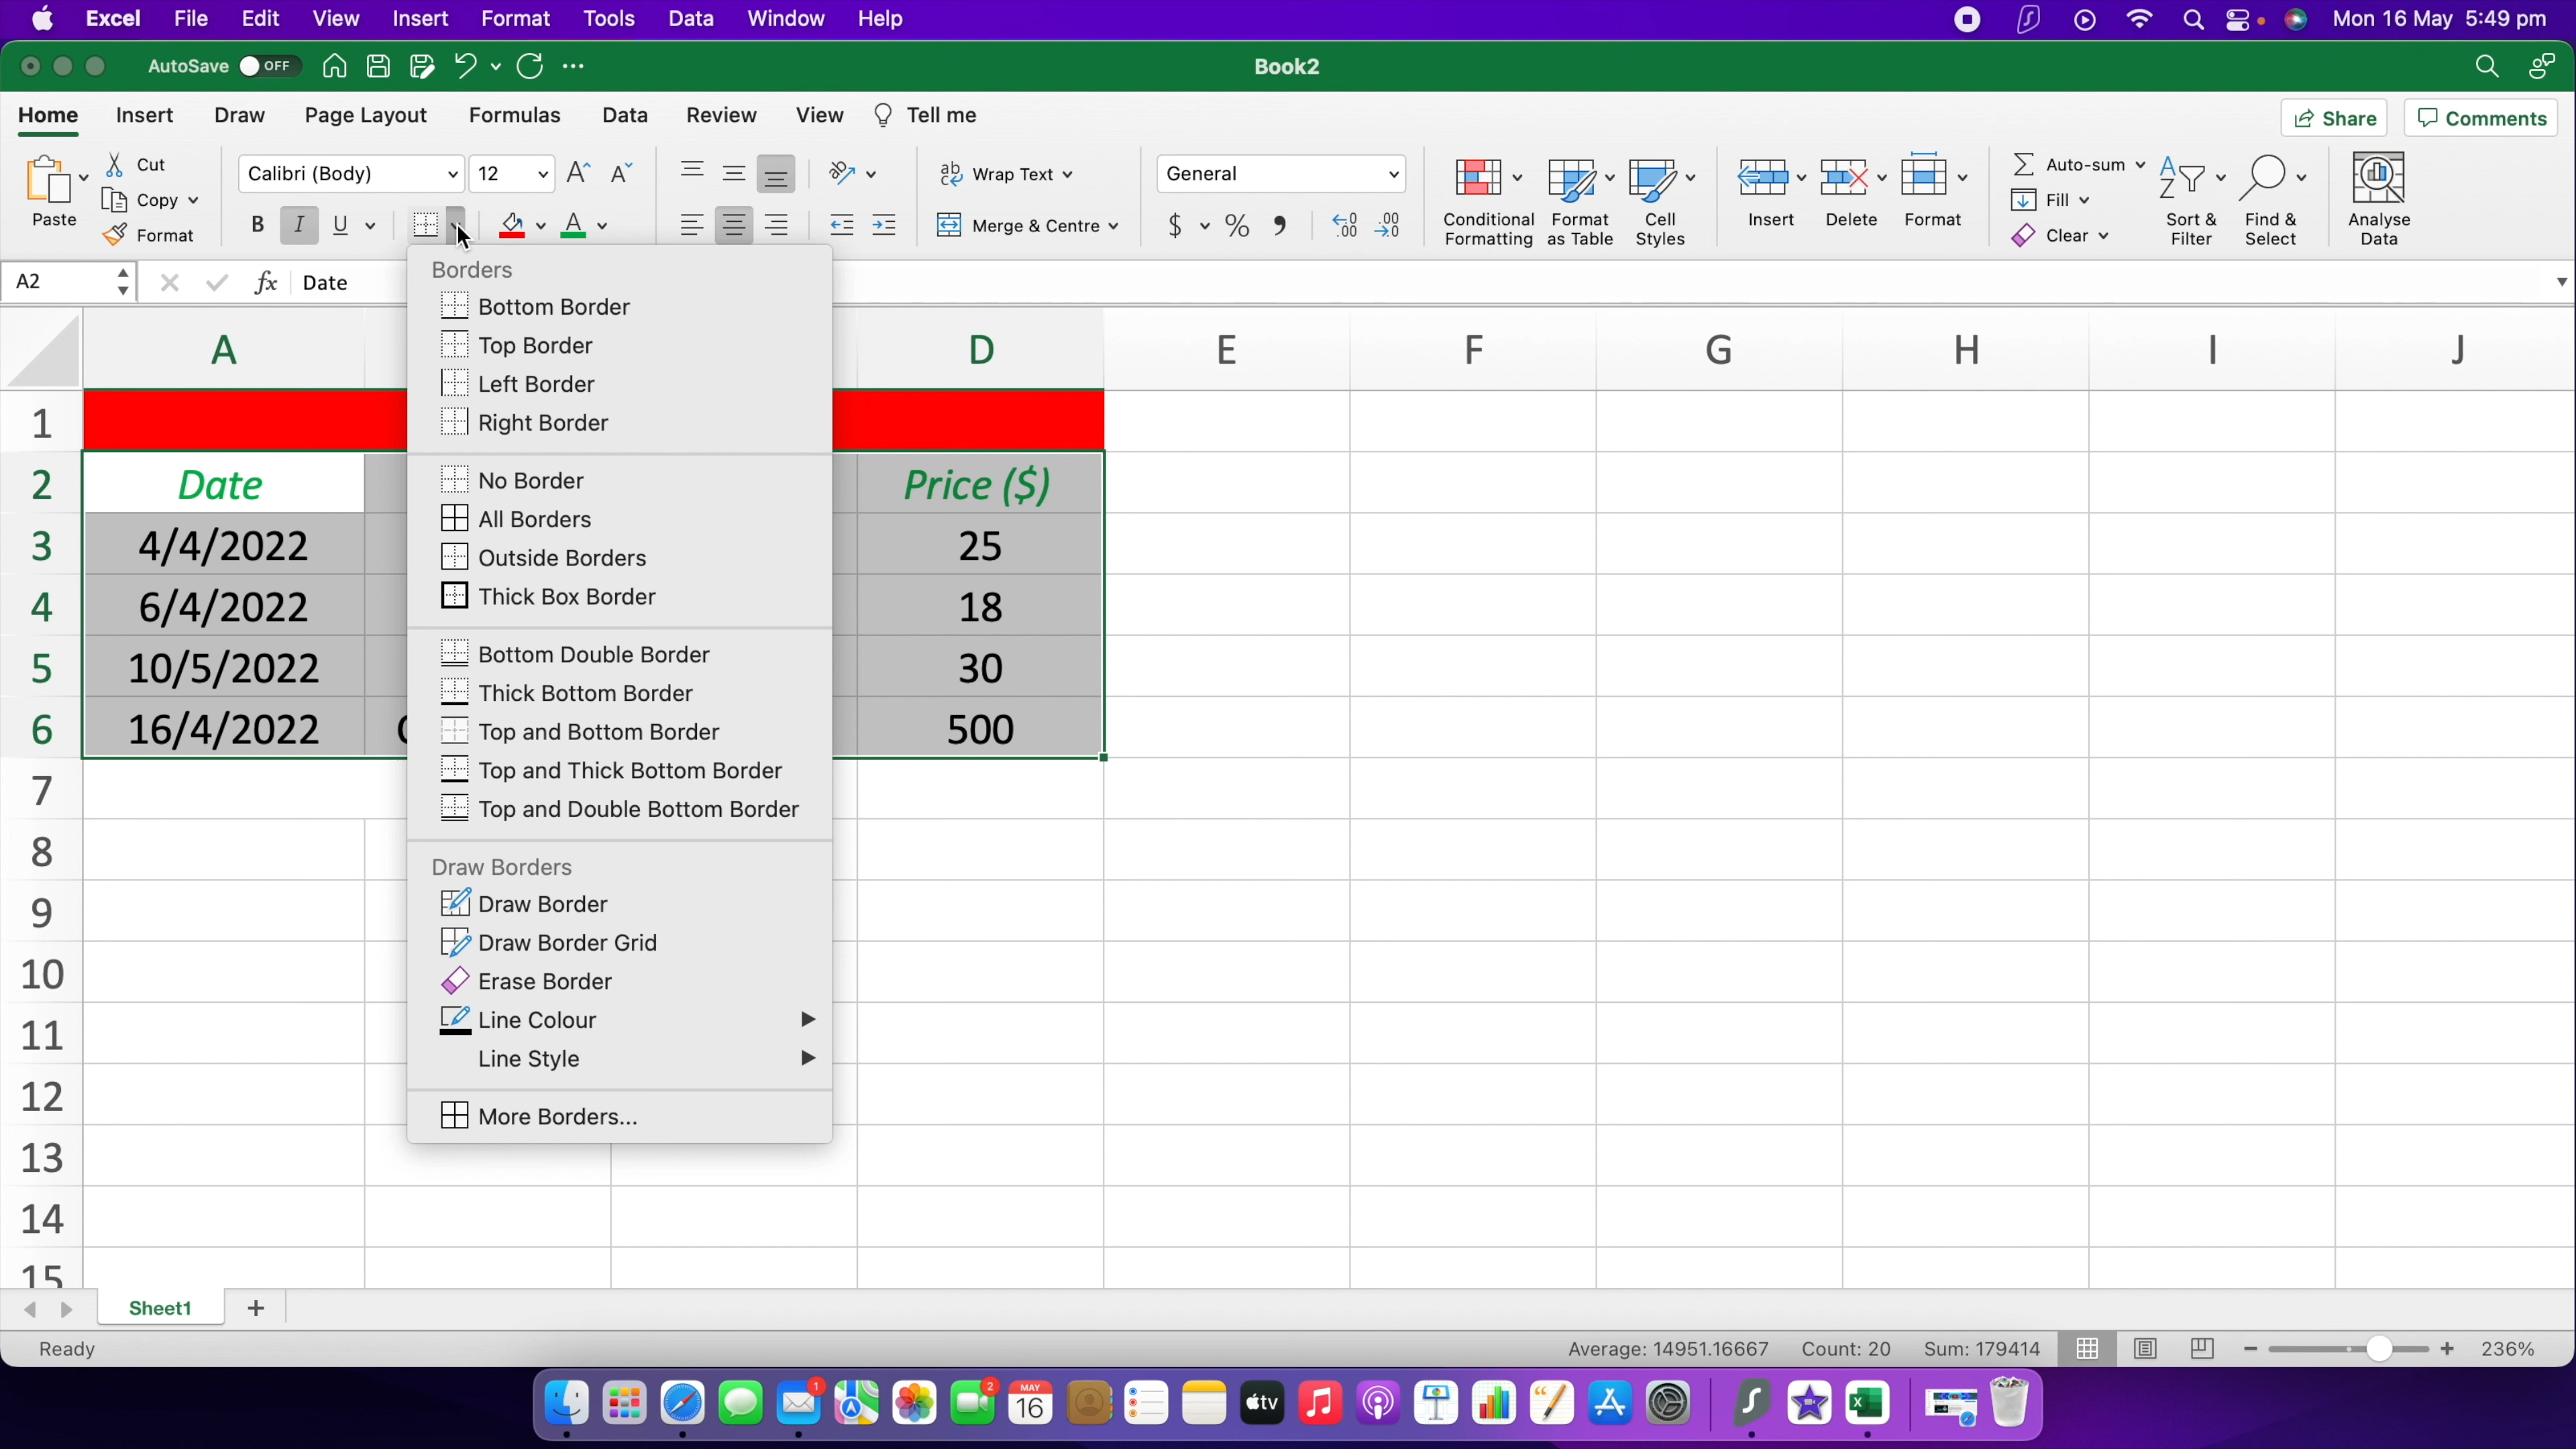 Excel File Edit View Insert Format Tools Data Window Help Mon 16 May 5:49 pm
AutoSave OFF Book2
Home Insert Draw Page Layout Formulas Data Review View Tell me Share Comments
Paste Cut Copy Format
Calibri (Body) 12
B I U A
Wrap Text
Merge & Centre
General
$ %
Conditional Formatting Format as Table Cell Styles
Insert Delete Format
Auto-sum
Fill
Clear
Sort & Filter Find & Select Analyse Data
A2 fx Date
A D E F G H I J
1
2 Date Price ($)
3 4/4/2022 25
4 6/4/2022 18
5 10/5/2022 30
6 16/4/2022 500
7
8
9
10
11
12
13
14
15
Borders
Bottom Border
Top Border
Left Border
Right Border
No Border
All Borders
Outside Borders
Thick Box Border
Bottom Double Border
Thick Bottom Border
Top and Bottom Border
Top and Thick Bottom Border
Top and Double Bottom Border
Draw Borders
Draw Border
Draw Border Grid
Erase Border
Line Colour
Line Style
More Borders...
Sheet1 +
Ready Average: 14951.16667 Count: 20 Sum: 179414 236%
1 2 MAY 16 tv